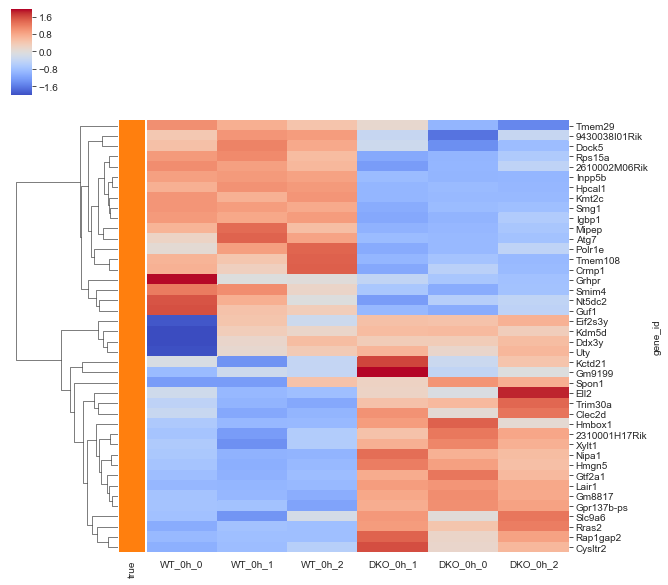 1.6
0.8
0.0
−0.8
−1.6
Tmem29
9430038I01Rik
Dock5
Rps15a
2610002M06Rik
Inpp5b
Hpcal1
Kmt2c
Smg1
Igbp1
Mipep
Atg7
Polr1e
Tmem108
Crmp1
Grhpr
Smim4
Nt5dc2
Guf1
Eif2s3y
Kdm5d
Ddx3y
Uty
Kctd21
Gm9199
Spon1
Ell2
Trim30a
Clec2d
Hmbox1
2310001H17Rik
Xylt1
Nipa1
Hmgn5
Gtf2a1
Lair1
Gm8817
Gpr137b-ps
Slc9a6
Rras2
Rap1gap2
Cysltr2
gene_id
true
WT_0h_0 WT_0h_1 WT_0h_2 DKO_0h_1 DKO_0h_0 DKO_0h_2